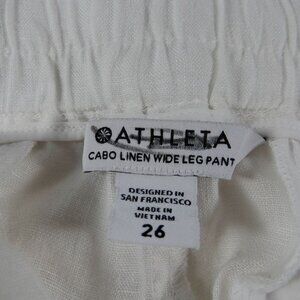 ATHLETA
CABO LINEN WIDE LEG PANT
DESIGNED IN
SAN FRANCISCO
MADE IN
VIETNAM
26